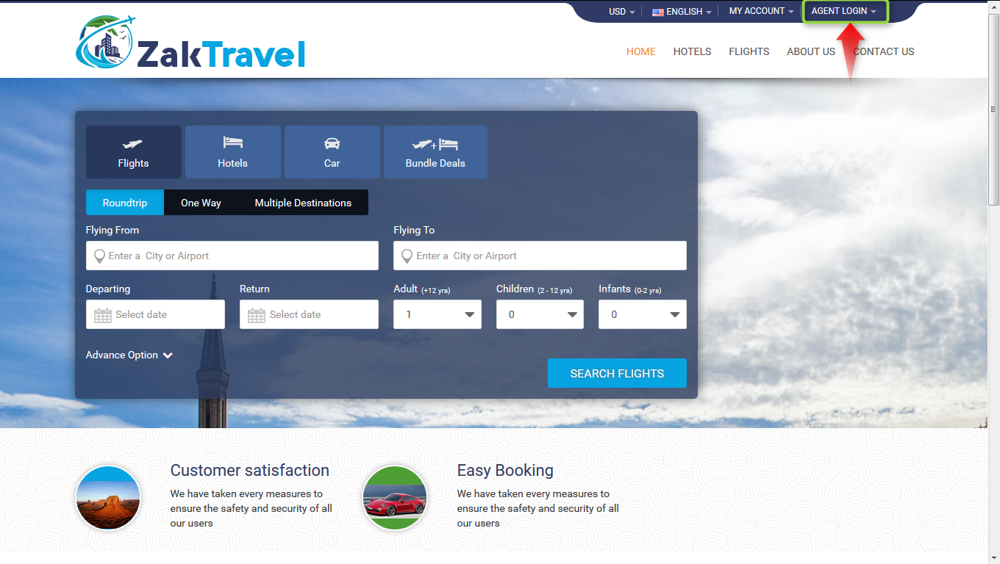 USD ENGLISH MY ACCOUNT AGENT LOGIN
ZakTravel
HOME HOTELS FLIGHTS ABOUT US CONTACT US
Flights Hotels Car Bundle Deals
Roundtrip One Way Multiple Destinations
Flying From Flying To
Enter a City or Airport Enter a City or Airport
Departing Return Adult (+12 yrs) Children (2 - 12 yrs) Infants (0-2 yrs)
Select date Select date 1 0 0
Advance Option
SEARCH FLIGHTS
Customer satisfaction
We have taken every measures to
ensure the safety and security of all
our users
Easy Booking
We have taken every measures to
ensure the safety and security of all
our users